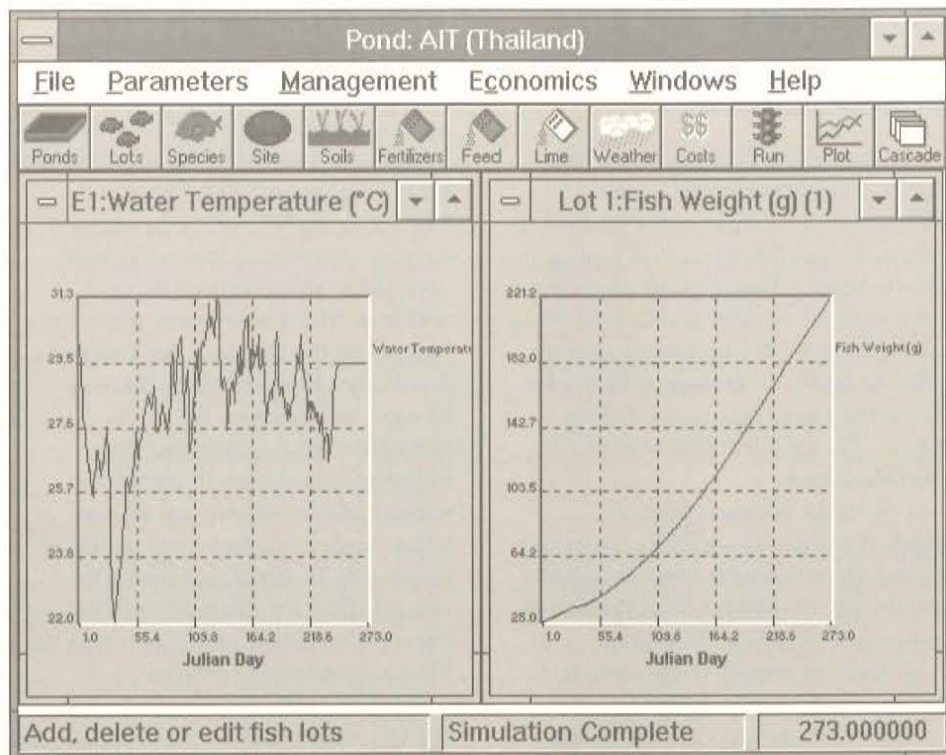 Pond: AIT (Thailand)
File Parameters Management Economics Windows Help
Ponds Lots Species Site Soils Fertilizers Feed Lime Weather Costs Run Plot Cascade
E1:Water Temperature (°C)
31.3
29.5
27.6
25.7
23.8
22.0
1.0 55.4 109.8 164.2 218.6 273.0
Julian Day
Water Temperatu
Lot 1:Fish Weight (g) (1)
221.2
182.0
142.7
103.5
64.2
25.0
1.0 55.4 109.8 164.2 218.6 273.0
Julian Day
Fish Weight(g)
Add, delete or edit fish lots
Simulation Complete
273.000000